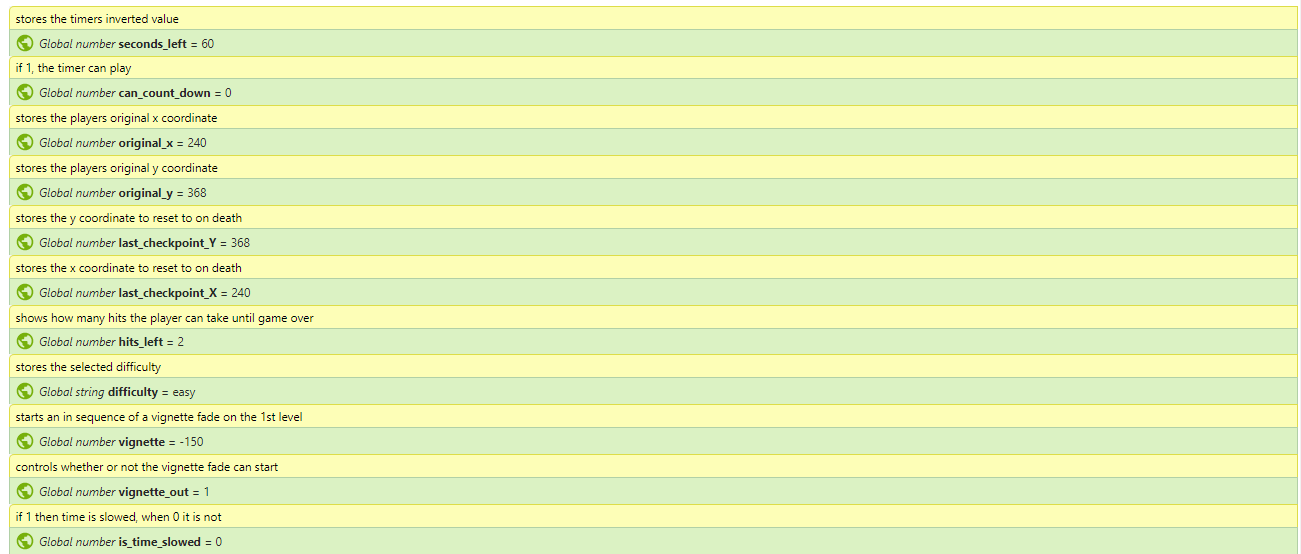 stores the timers inverted value
Global number seconds_left = 60
if 1, the timer can play
Global number can_count_down = 0
stores the players original x coordinate
Global number original_x = 240
stores the players original y coordinate
Global number original_y = 368
stores the y coordinate to reset to on death
Global number last_checkpoint_Y = 368
stores the x coordinate to reset to on death
Global number last_checkpoint_X = 240
shows how many hits the player can take until game over
Global number hits_left = 2
stores the selected difficulty
Global string difficulty = easy
starts an in sequence of a vignette fade on the 1st level
Global number vignette = -150
controls whether or not the vignette fade can start
Global number vignette_out = 1
if 1 then time is slowed, when 0 it is not
Global number is_time_slowed = 0